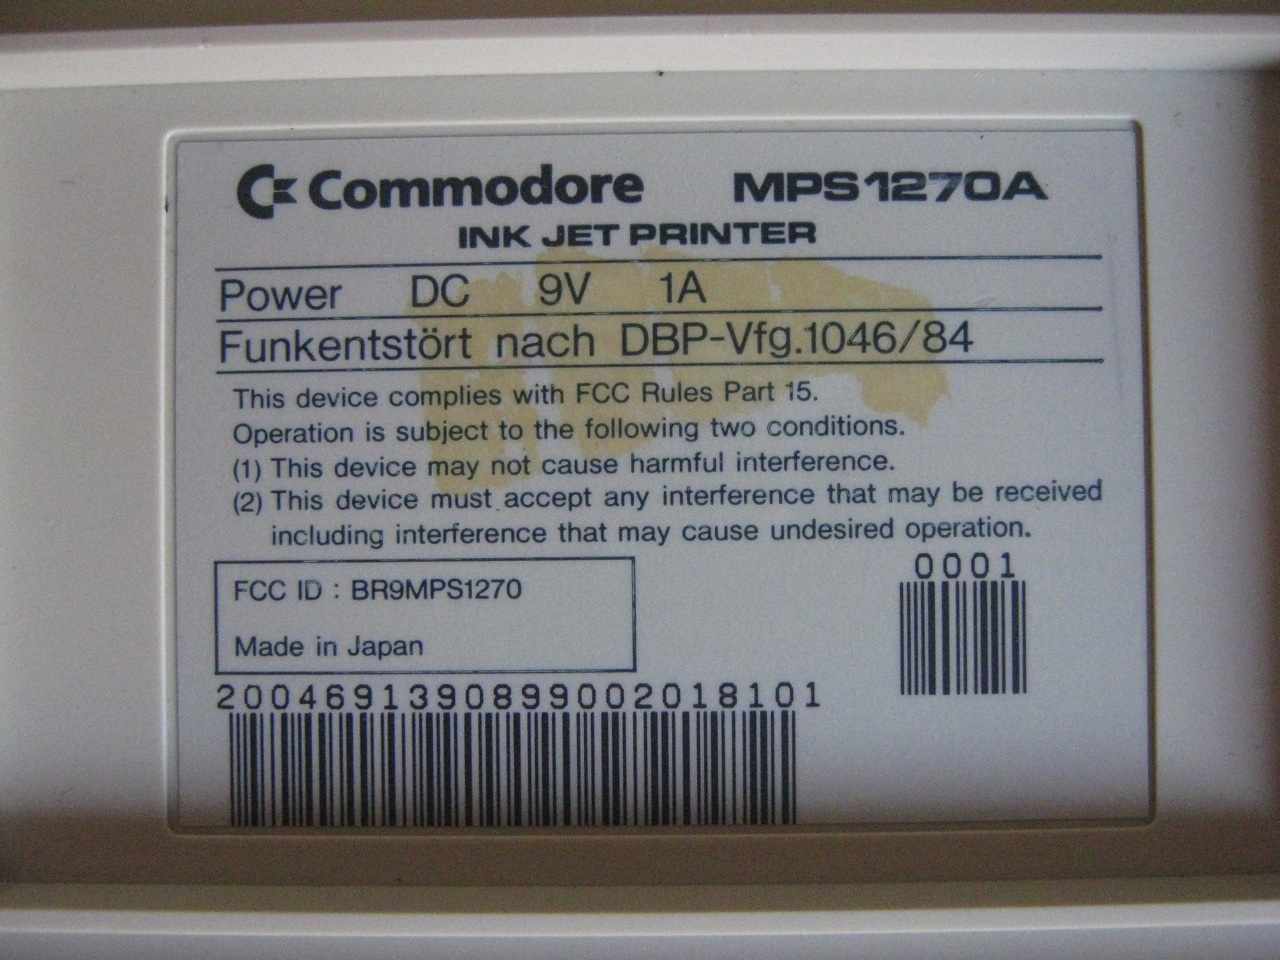 Commodore MPS1270A
INK JET PRINTER
Power DC 9V 1A
Funkentstört nach DBP-Vfg.1046/84
This device complies with FCC Rules Part 15.
Operation is subject to the following two conditions.
(1) This device may not cause harmful interference.
(2) This device must accept any interference that may be received
including interference that may cause undesired operation.
0001
FCC ID : BR9MPS1270
Made in Japan
2004691390899002018101